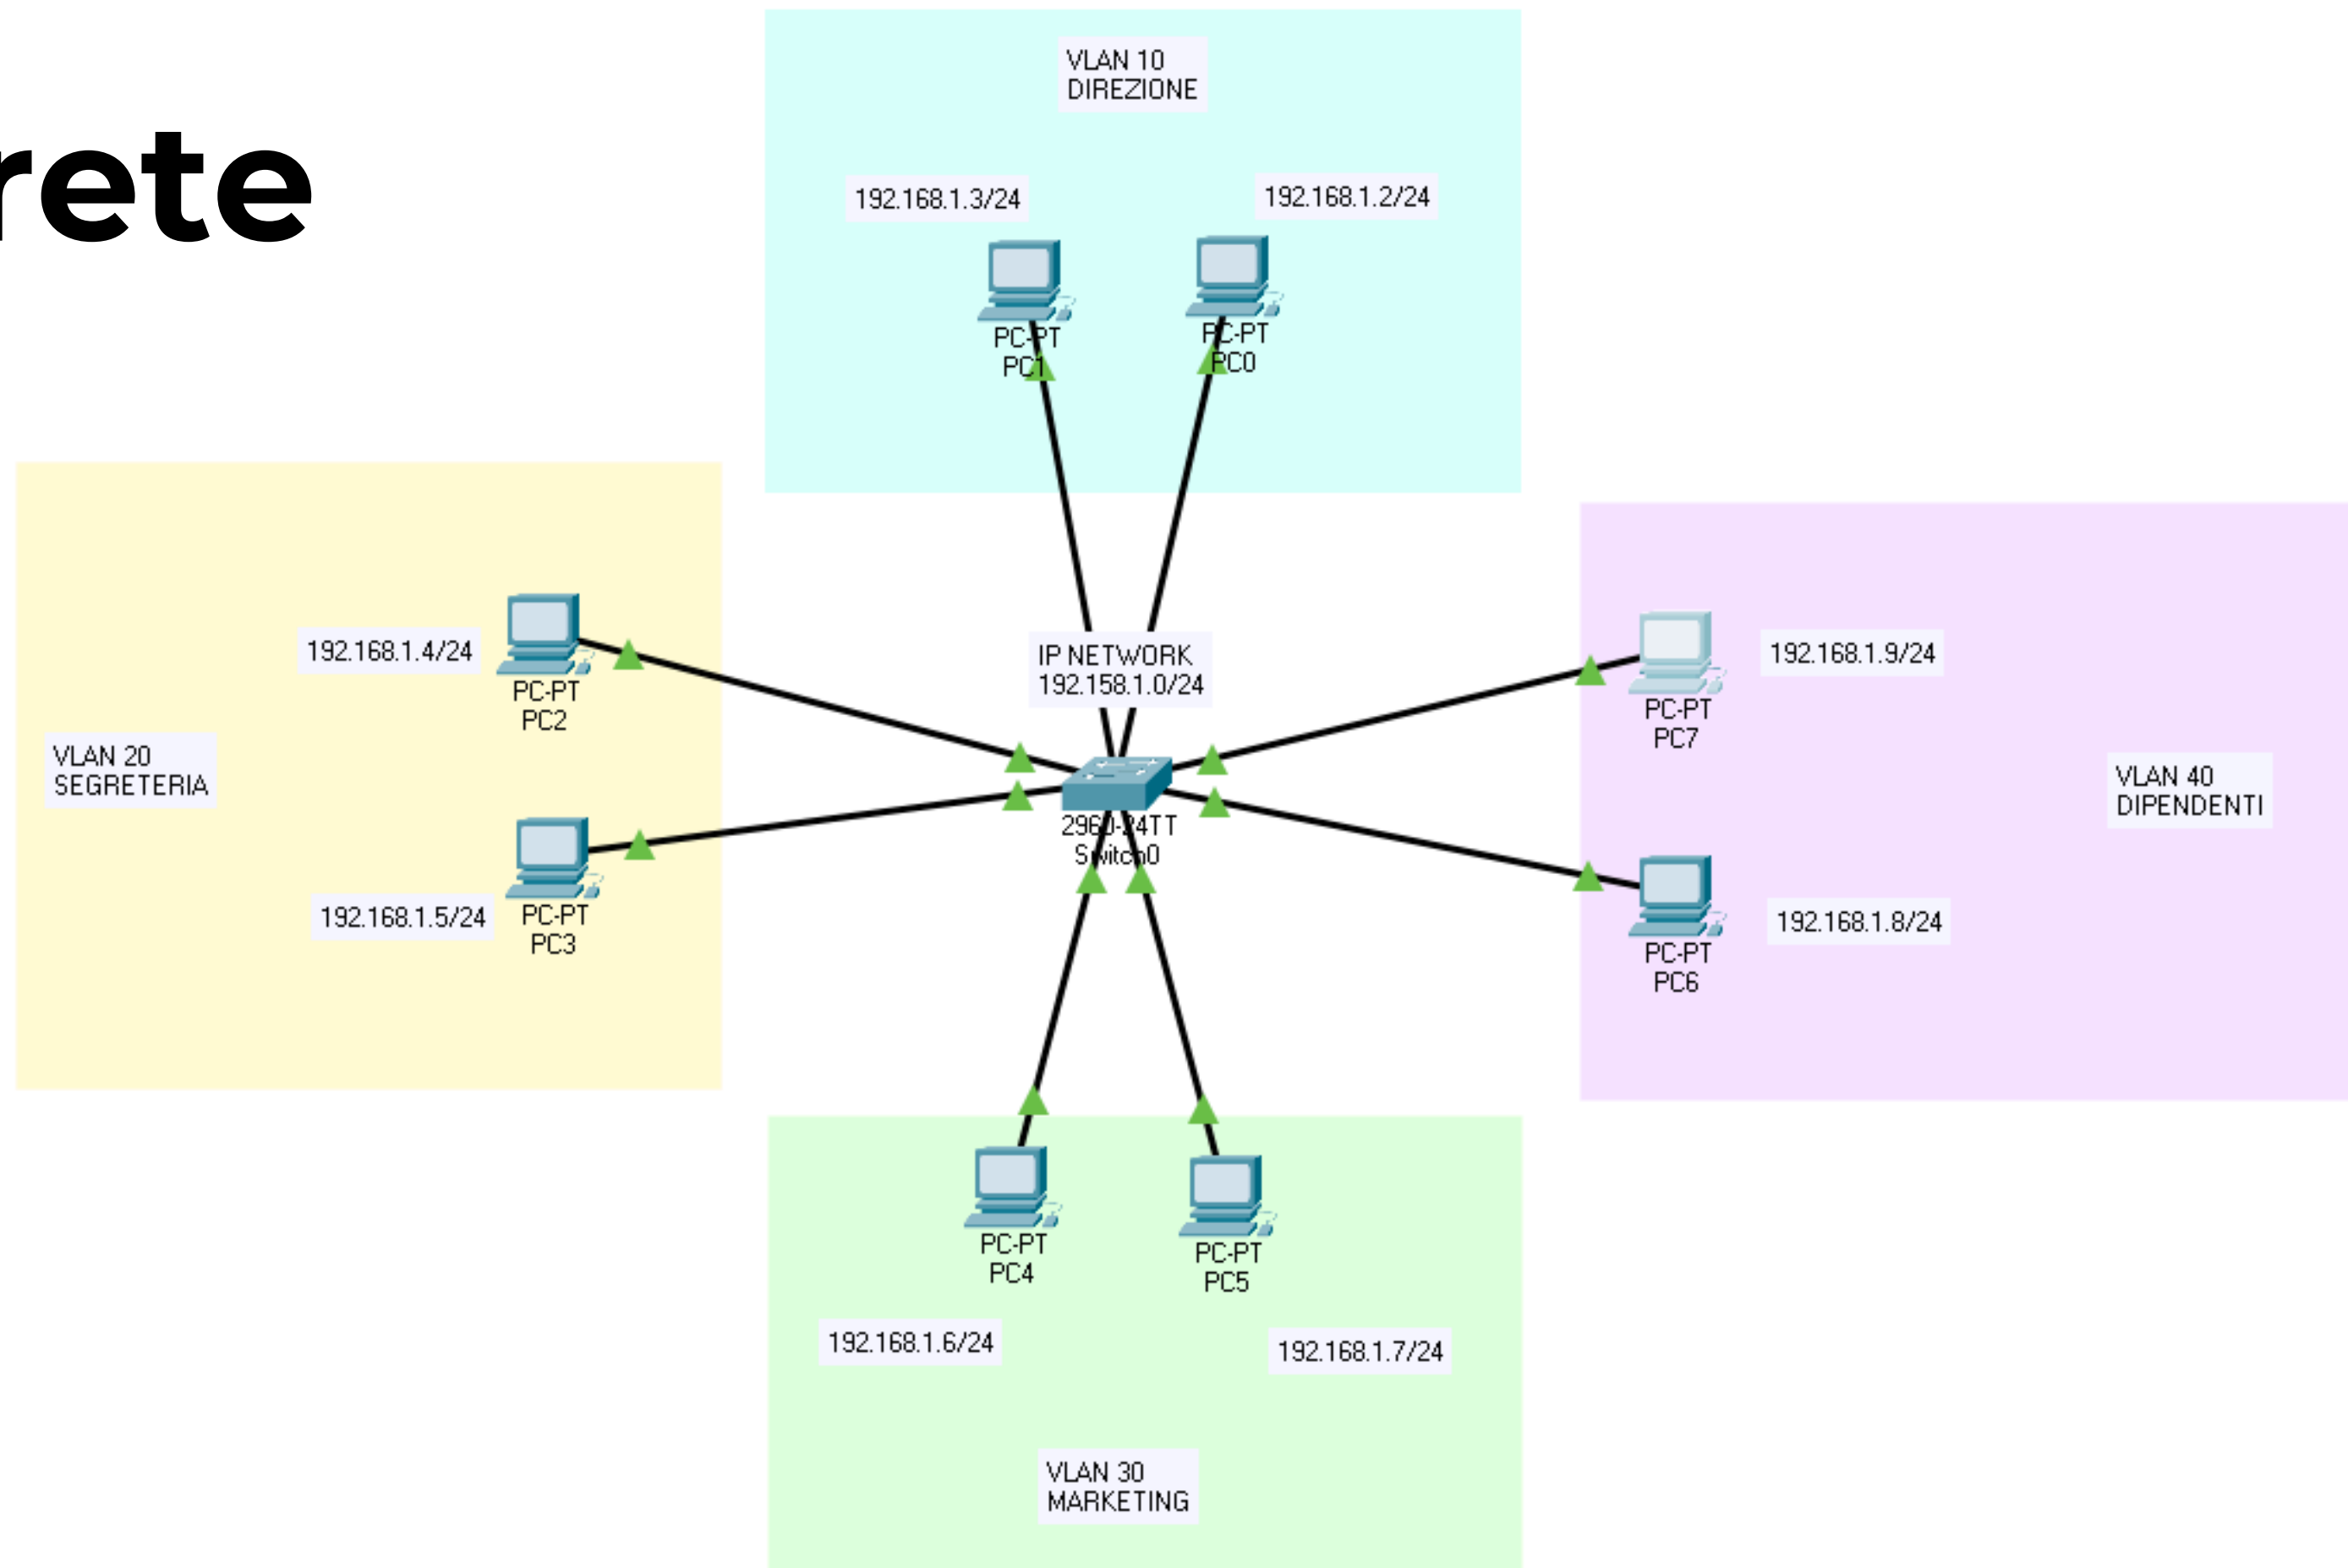 rete
VLAN 10
DIREZIONE
192.168.1.3/24
192.168.1.2/24
PC-PT
PC1
PC-PT
PC0
192.168.1.4/24
PC-PT
PC2
VLAN 20
SEGRETERIA
PC-PT
PC3
192.168.1.5/24
IP NETWORK
192.158.1.0/24
2960-24TT
Switch0
PC-PT
PC7
192.168.1.9/24
VLAN 40
DIPENDENTI
PC-PT
PC6
192.168.1.8/24
PC-PT
PC4
PC-PT
PC5
192.168.1.6/24
192.168.1.7/24
VLAN 30
MARKETING